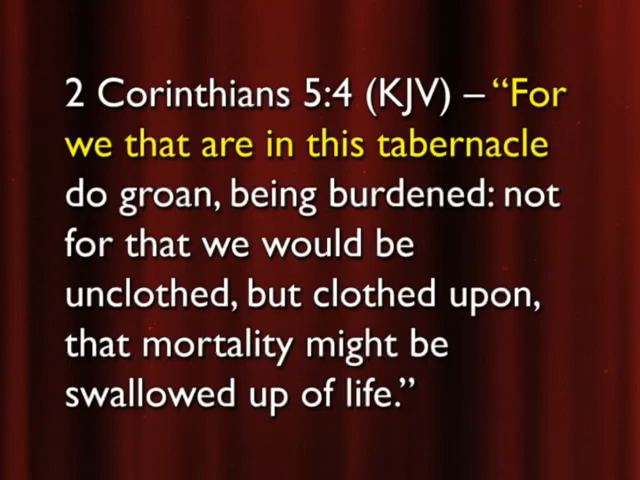 2 Corinthians 5:4 (KJV) – “For
we that are in this tabernacle
do groan, being burdened: not
for that we would be
unclothed, but clothed upon,
that mortality might be
swallowed up of life.”